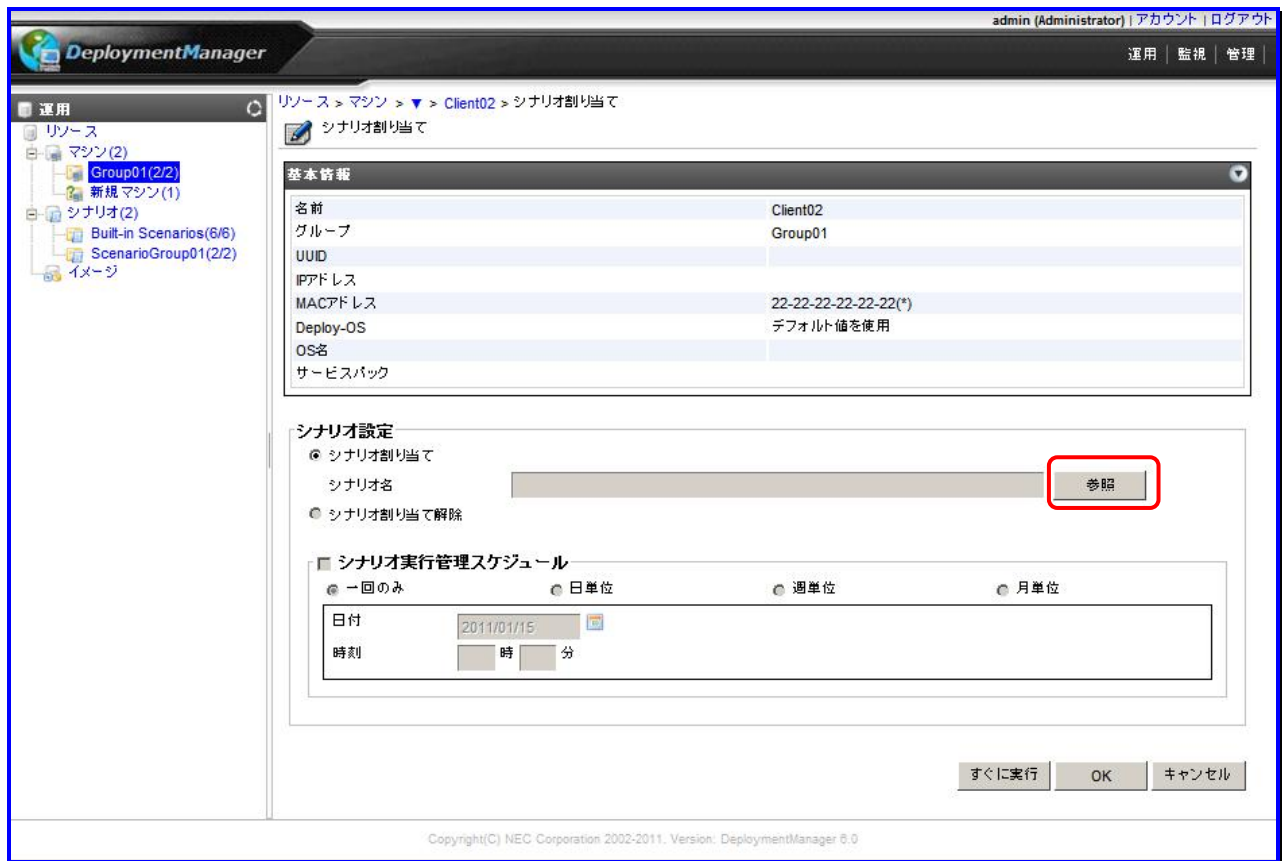 admin (Administrator) | アカウント | ログアウト
DeploymentManager
運用 | 監視 | 管理 |
運用
リソース
マシン(2)
Group01(2/2)
新規マシン(1)
シナリオ(2)
Built-in Scenarios(6/6)
ScenarioGroup01(2/2)
イメージ
リソース > マシン > ▼ > Client02 > シナリオ割り当て
シナリオ割り当て
基本情報
名前 Client02
グループ Group01
UUID
IPアドレス
MACアドレス 22-22-22-22-22-22(*)
Deploy-OS デフォルト値を使用
OS名
サービスパック
シナリオ設定
シナリオ割り当て
シナリオ名 参照
シナリオ割り当て解除
シナリオ実行管理スケジュール
一回のみ 日単位 週単位 月単位
日付 2011/01/15
時刻 時 分
すぐに実行 OK キャンセル
Copyright(C) NEC Corporation 2002-2011. Version: DeploymentManager 6.0